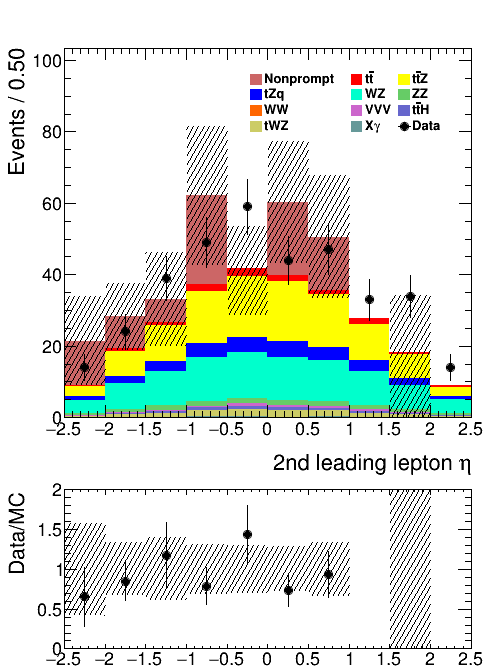 Events / 0.50
100
80
60
40
20
0
Nonprompt tt̄ tt̄Z
tZq WZ ZZ
WW VVV tt̄H
tWZ Xγ Data
−2.5 −2 −1.5 −1 −0.5 0 0.5 1 1.5 2 2.5
2nd leading lepton η
Data/MC
2
1.5
1
0.5
0
−2.5 −2 −1.5 −1 −0.5 0 0.5 1 1.5 2 2.5